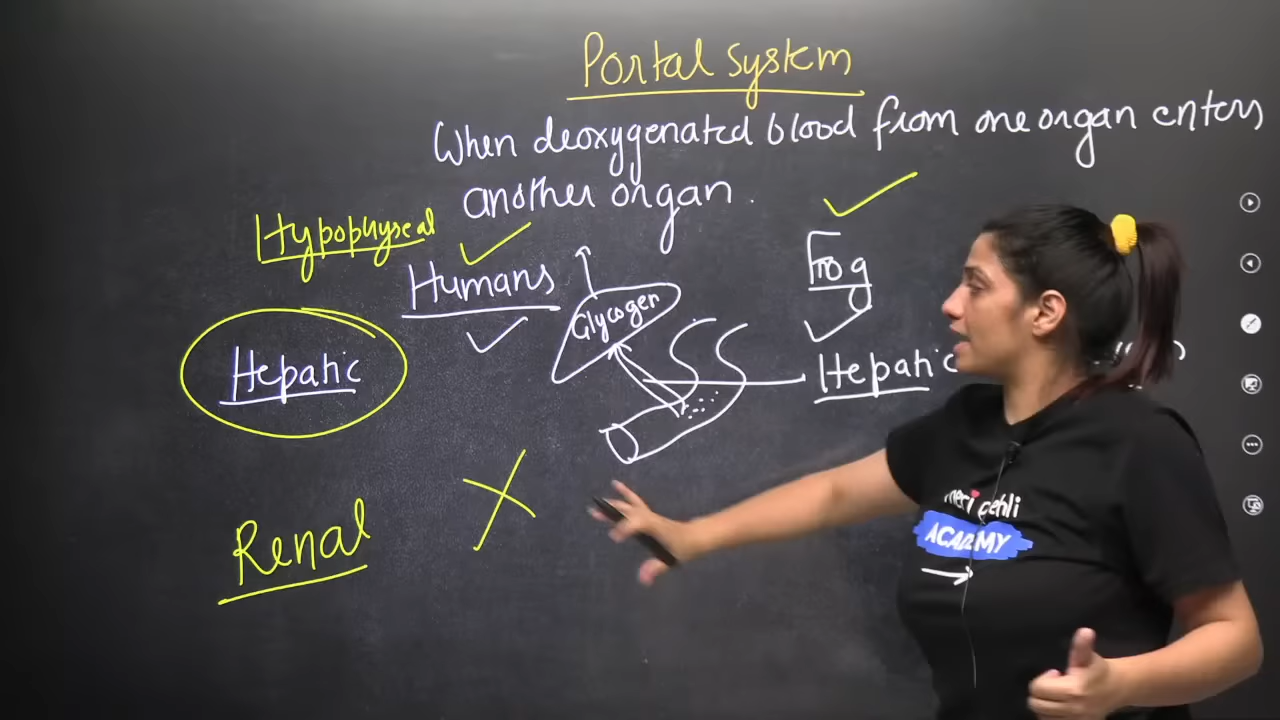 Portal system
When deoxygenated blood from one organ enters
another organ.
Hypophyseal
Humans
Glycogen
Frog
Hepatic
Hepatic
Renal
meri
ACADEMY